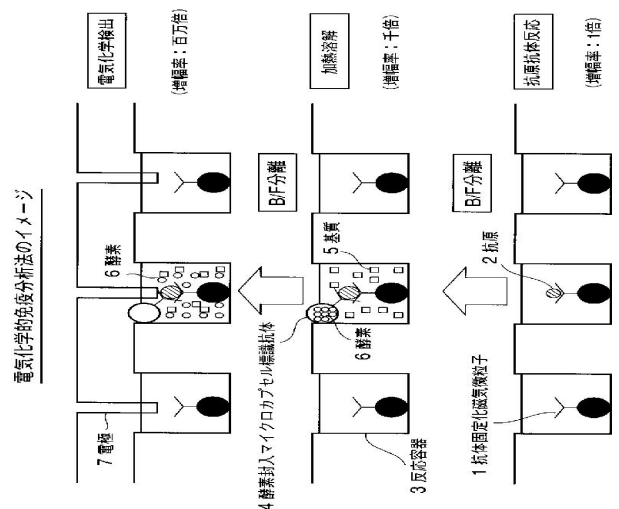 電気化学的免疫分析法のイメージ
抗原抗体反応
(増幅率：1倍)
B/F分離
1 抗体固定化磁気微粒子
2 抗原
加熱溶解
(増幅率：千倍)
B/F分離
3 反応容器
4 酵素封入マイクロカプセル標識抗体
6 酵素
5 基質
電気化学検出
(増幅率：百万倍)
7 電極
6 酵素